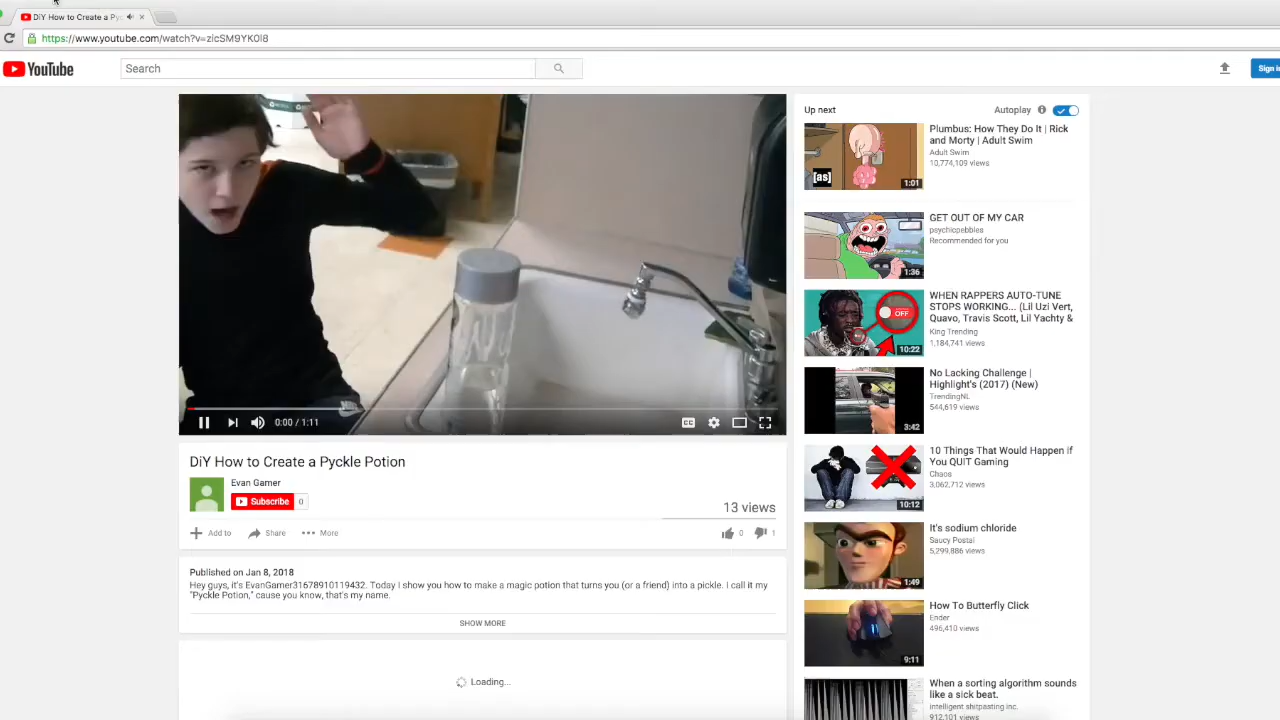 DiY How to Create a Py
https://www.youtube.com/watch?v=zicSM9YK0l8
YouTube
Search
Sign in
0:00 / 1:11
DiY How to Create a Pyckle Potion
Evan Gamer
Subscribe
0
13 views
Add to
Share
More
0
1
Published on Jan 8, 2018
Hey guys, it's EvanGamer31678910119432. Today I show you how to make a magic potion that turns you (or a friend) into a pickle. I call it my
"Pyckle Potion," cause you know, that's my name.
SHOW MORE
Loading...
Up next
Autoplay
Plumbus: How They Do It | Rick
and Morty | Adult Swim
Adult Swim
10,774,109 views
[as]
1:01
GET OUT OF MY CAR
psychicpebbles
Recommended for you
1:36
WHEN RAPPERS AUTO-TUNE
STOPS WORKING... (Lil Uzi Vert,
Quavo, Travis Scott, Lil Yachty &
King Trending
1,184,741 views
OFF
10:22
No Lacking Challenge |
Highlight's (2017) (New)
TrendingNL
544,619 views
3:42
10 Things That Would Happen if
You QUIT Gaming
Chaos
3,062,712 views
10:12
It's sodium chloride
Saucy Postal
5,299,886 views
1:49
How To Butterfly Click
Ender
496,410 views
9:11
When a sorting algorithm sounds
like a sick beat.
intelligent shitpasting inc.
912,101 views